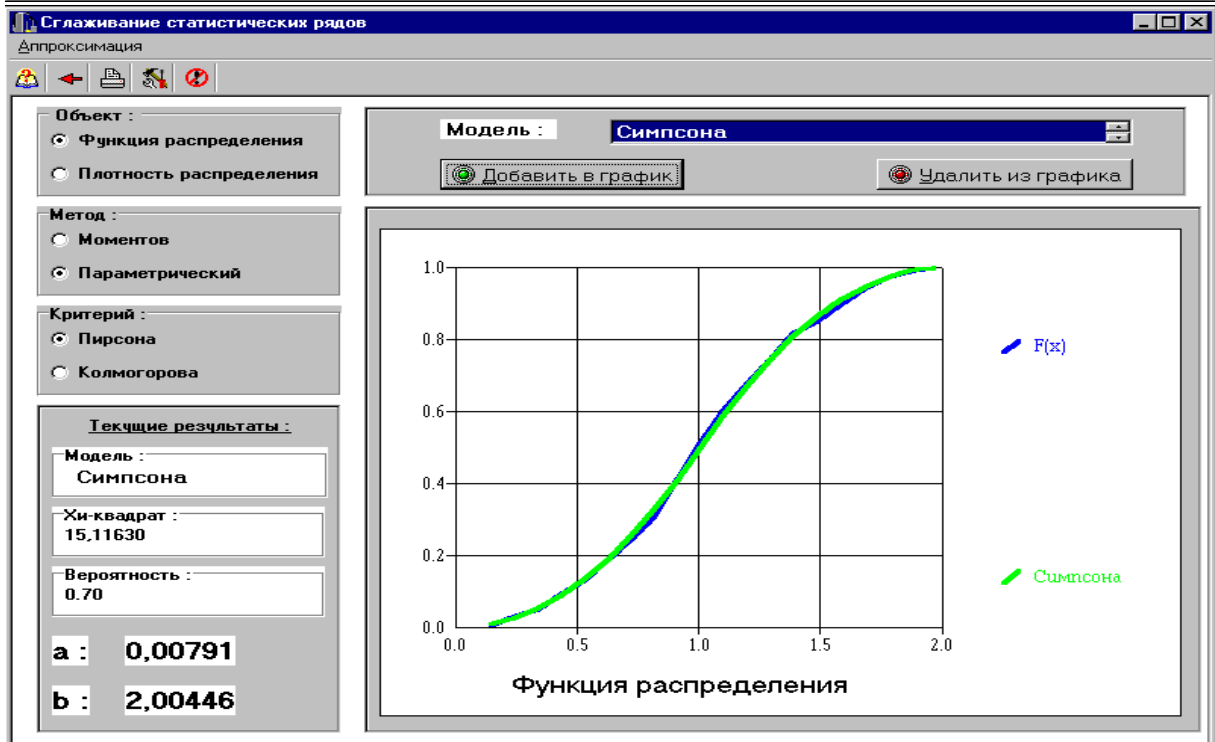 Сглаживание статистических рядов
Аппроксимация
Объект :
Функция распределения
Плотность распределения
Метод :
Моментов
Параметрический
Критерий :
Пирсона
Колмогорова
Текущие результаты :
Модель :
Симпсона
Хи-квадрат :
15,11630
Вероятность :
0.70
a : 0,00791
b : 2,00446
Модель : Симпсона
Добавить в график Удалить из графика
1.0
0.8
0.6
0.4
0.2
0.0
0.0 0.5 1.0 1.5 2.0
Функция распределения
F(x)
Симпсона